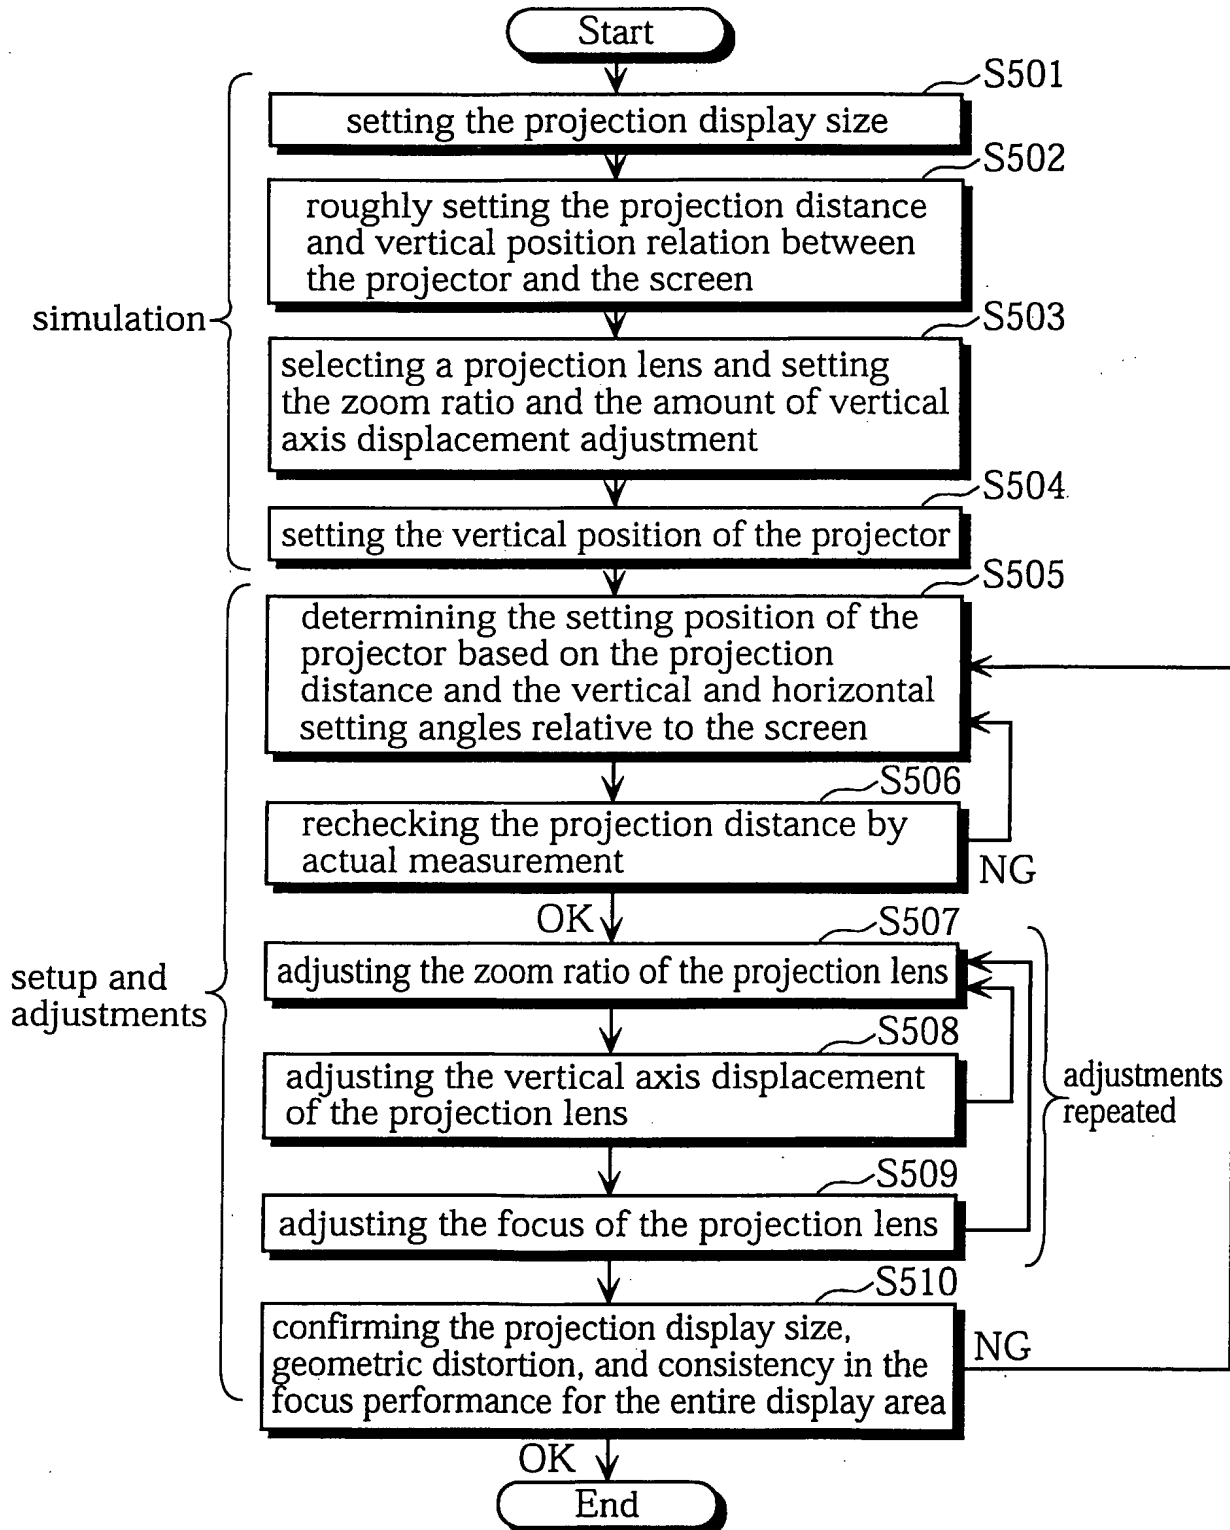 Start
S501
setting the projection display size
S502
roughly setting the projection distance
and vertical position relation between
the projector and the screen
simulation
S503
selecting a projection lens and setting
the zoom ratio and the amount of vertical
axis displacement adjustment
S504
setting the vertical position of the projector
S505
determining the setting position of the
projector based on the projection
distance and the vertical and horizontal
setting angles relative to the screen
S506
rechecking the projection distance by
actual measurement
NG
OK
S507
adjusting the zoom ratio of the projection lens
setup and
adjustments
S508
adjusting the vertical axis displacement
of the projection lens
adjustments
repeated
S509
adjusting the focus of the projection lens
S510
confirming the projection display size,
geometric distortion, and consistency in the
focus performance for the entire display area
NG
OK
End